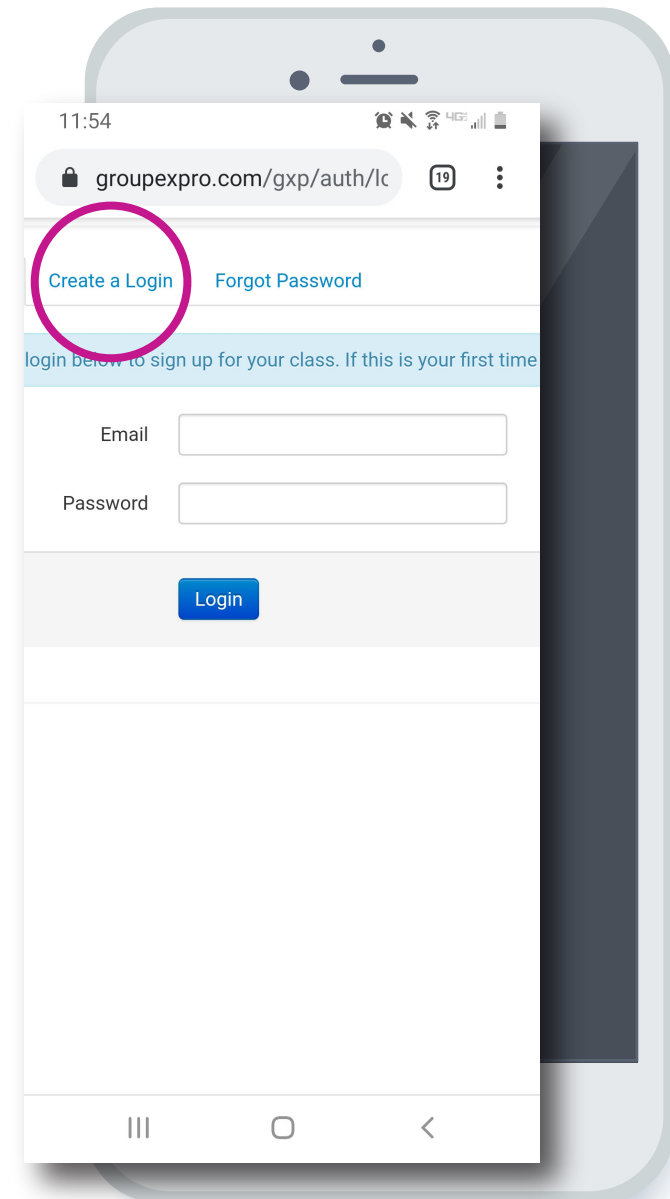 11:54 4G
groupexpro.com/gxp/auth/lc 19
Create a Login Forgot Password
login below to sign up for your class. If this is your first time
Email
Password
Login